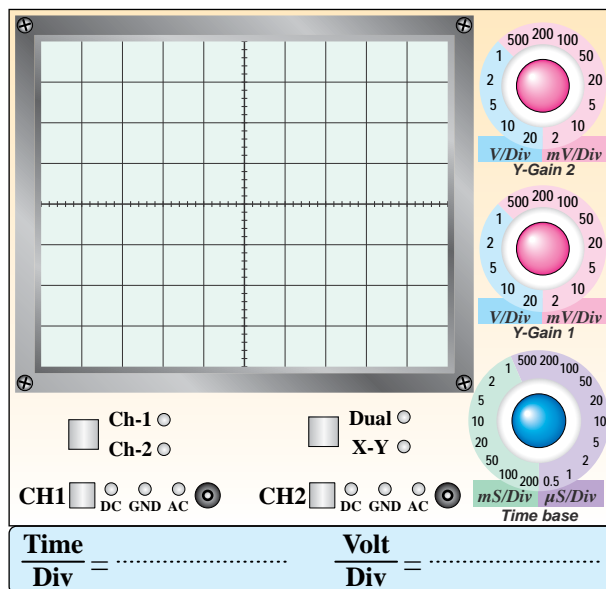 500 200 100
1 50
2 20
5 10
10 20 2
V/Div mV/Div
Y-Gain 2
500 200 100
1 50
2 20
5 10
10 20 2
V/Div mV/Div
Y-Gain 1
1 500 200 100
2 50
5 20
10 10
20 5
50 2
100 200 0.5 1
mS/Div µS/Div
Time base
Ch-1
Ch-2
Dual
X-Y
CH1 DC GND AC
CH2 DC GND AC
Time
Div = ....................
Volt
Div = ....................